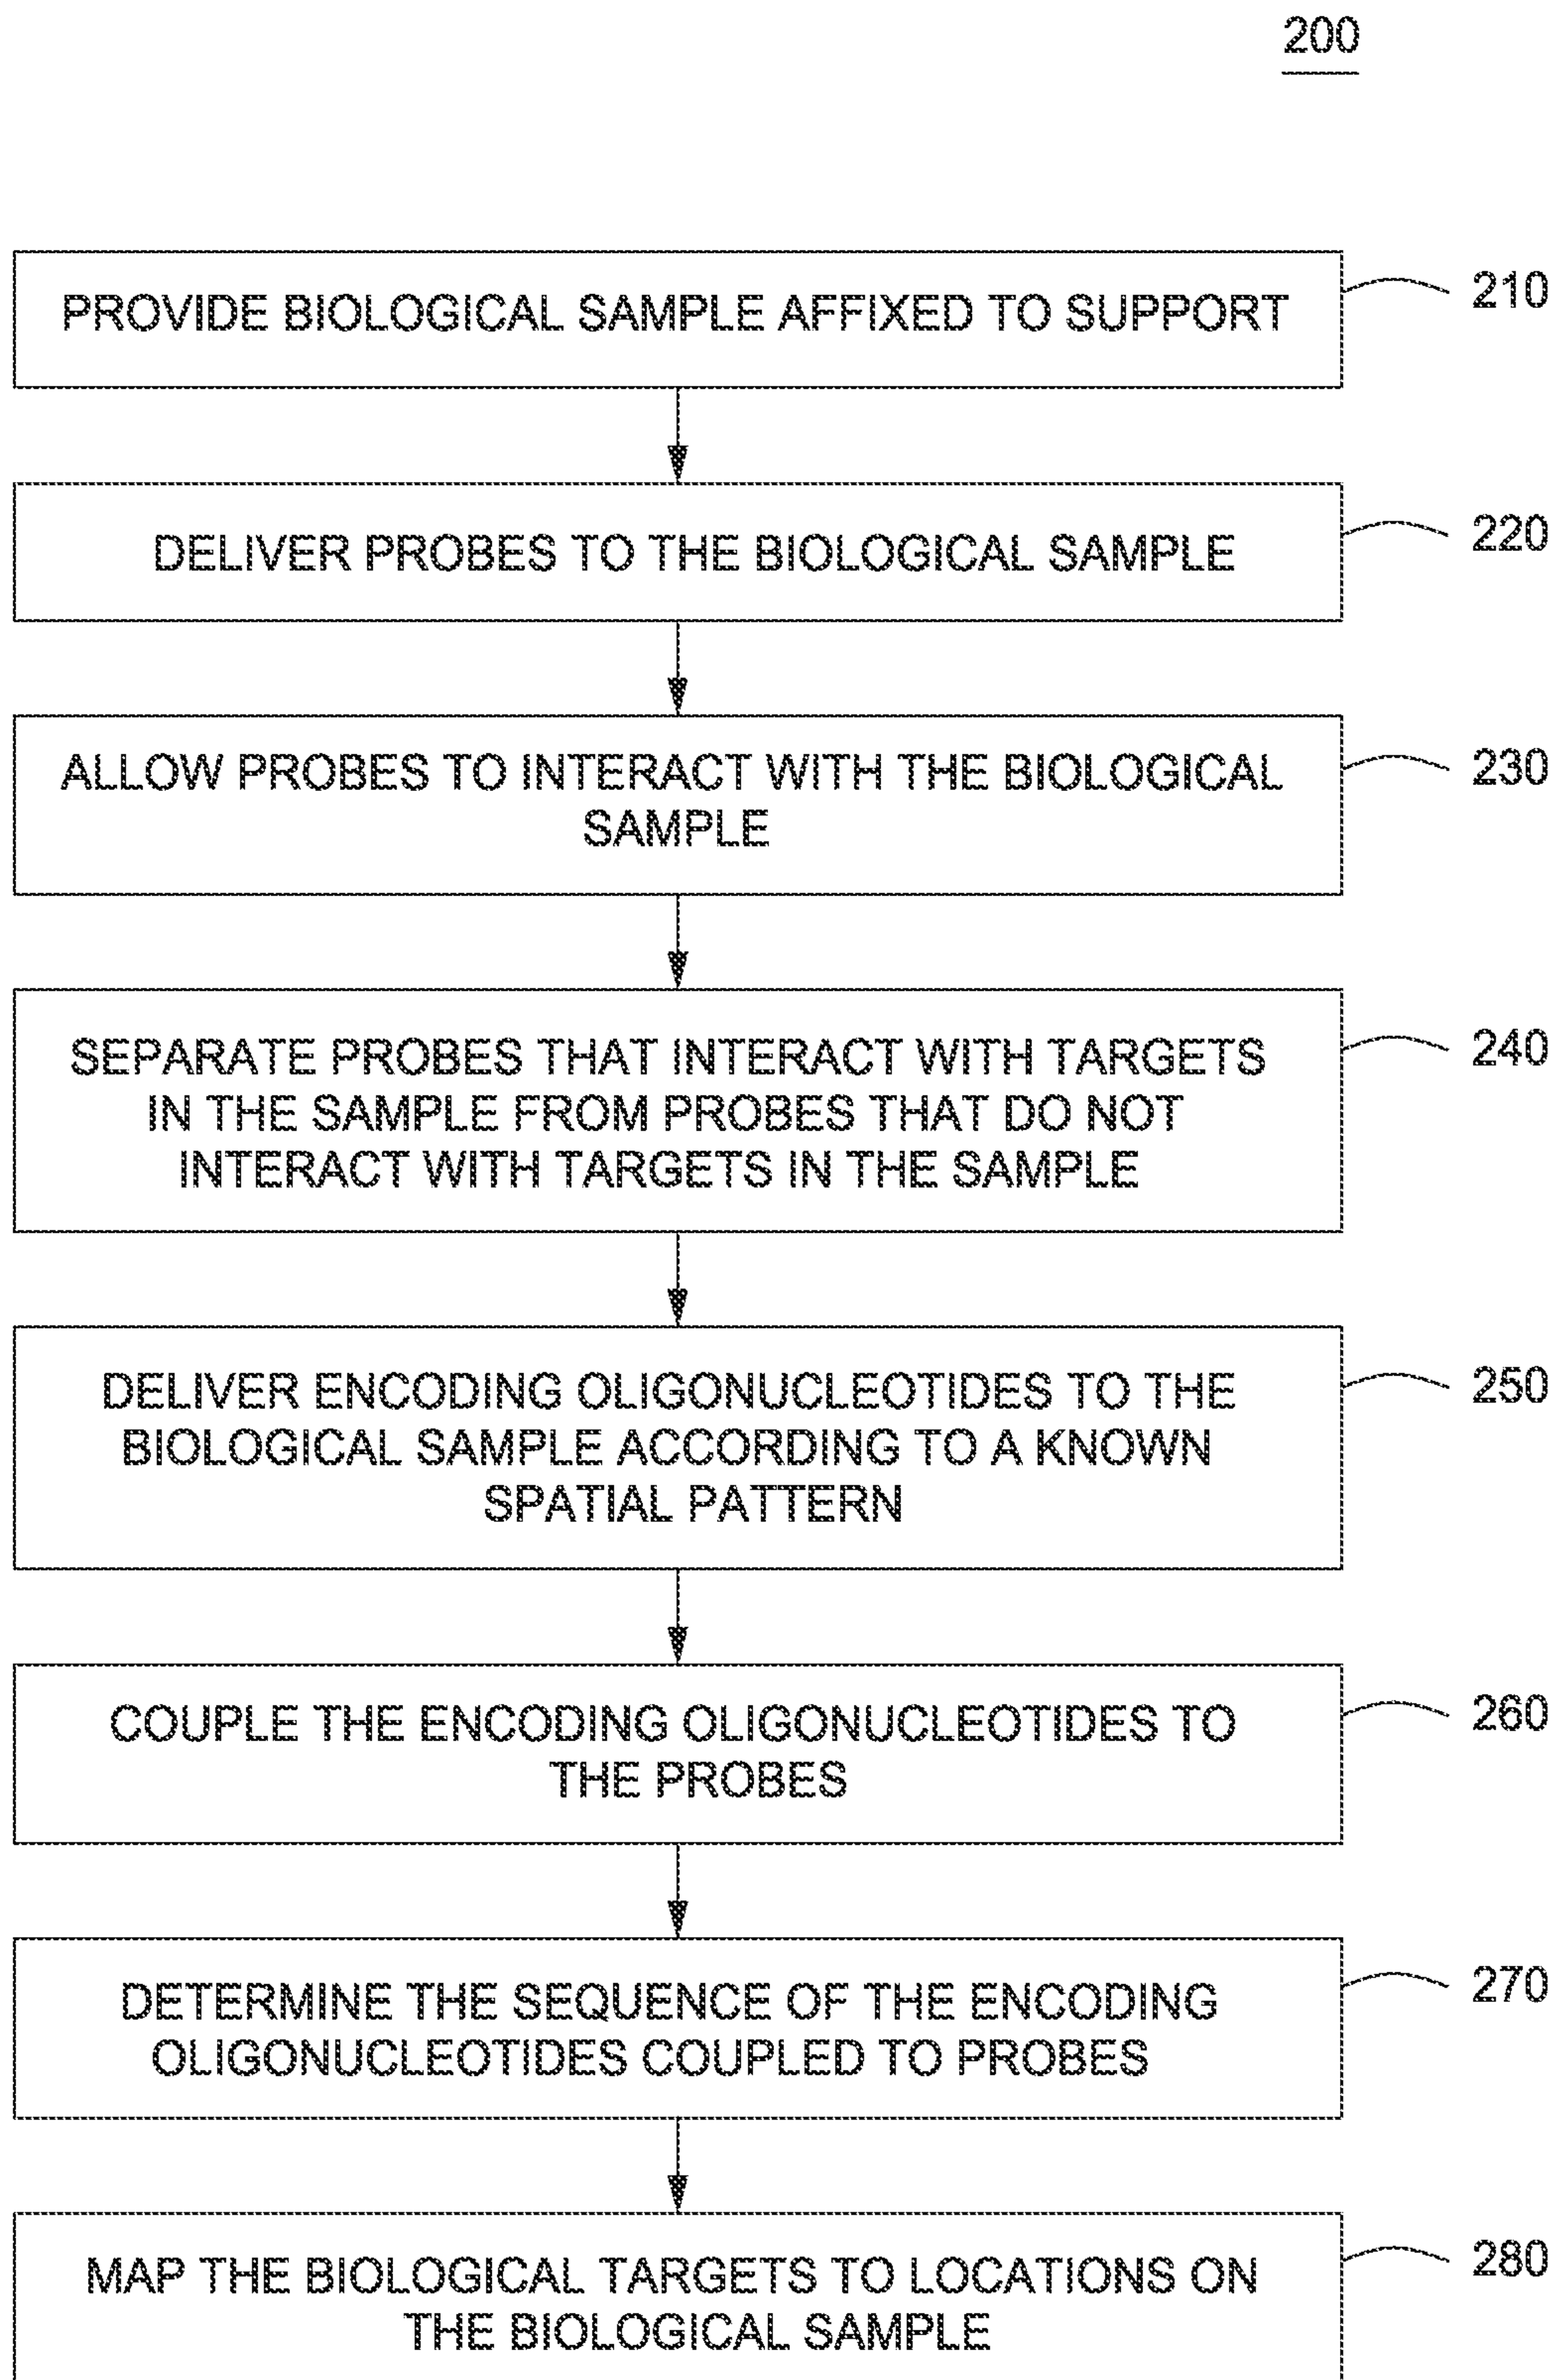 200
PROVIDE BIOLOGICAL SAMPLE AFFIXED TO SUPPORT
210
DELIVER PROBES TO THE BIOLOGICAL SAMPLE
220
ALLOW PROBES TO INTERACT WITH THE BIOLOGICAL
SAMPLE
230
SEPARATE PROBES THAT INTERACT WITH TARGETS
IN THE SAMPLE FROM PROBES THAT DO NOT
INTERACT WITH TARGETS IN THE SAMPLE
240
DELIVER ENCODING OLIGONUCLEOTIDES TO THE
BIOLOGICAL SAMPLE ACCORDING TO A KNOWN
SPATIAL PATTERN
250
COUPLE THE ENCODING OLIGONUCLEOTIDES TO
THE PROBES
260
DETERMINE THE SEQUENCE OF THE ENCODING
OLIGONUCLEOTIDES COUPLED TO PROBES
270
MAP THE BIOLOGICAL TARGETS TO LOCATIONS ON
THE BIOLOGICAL SAMPLE
280